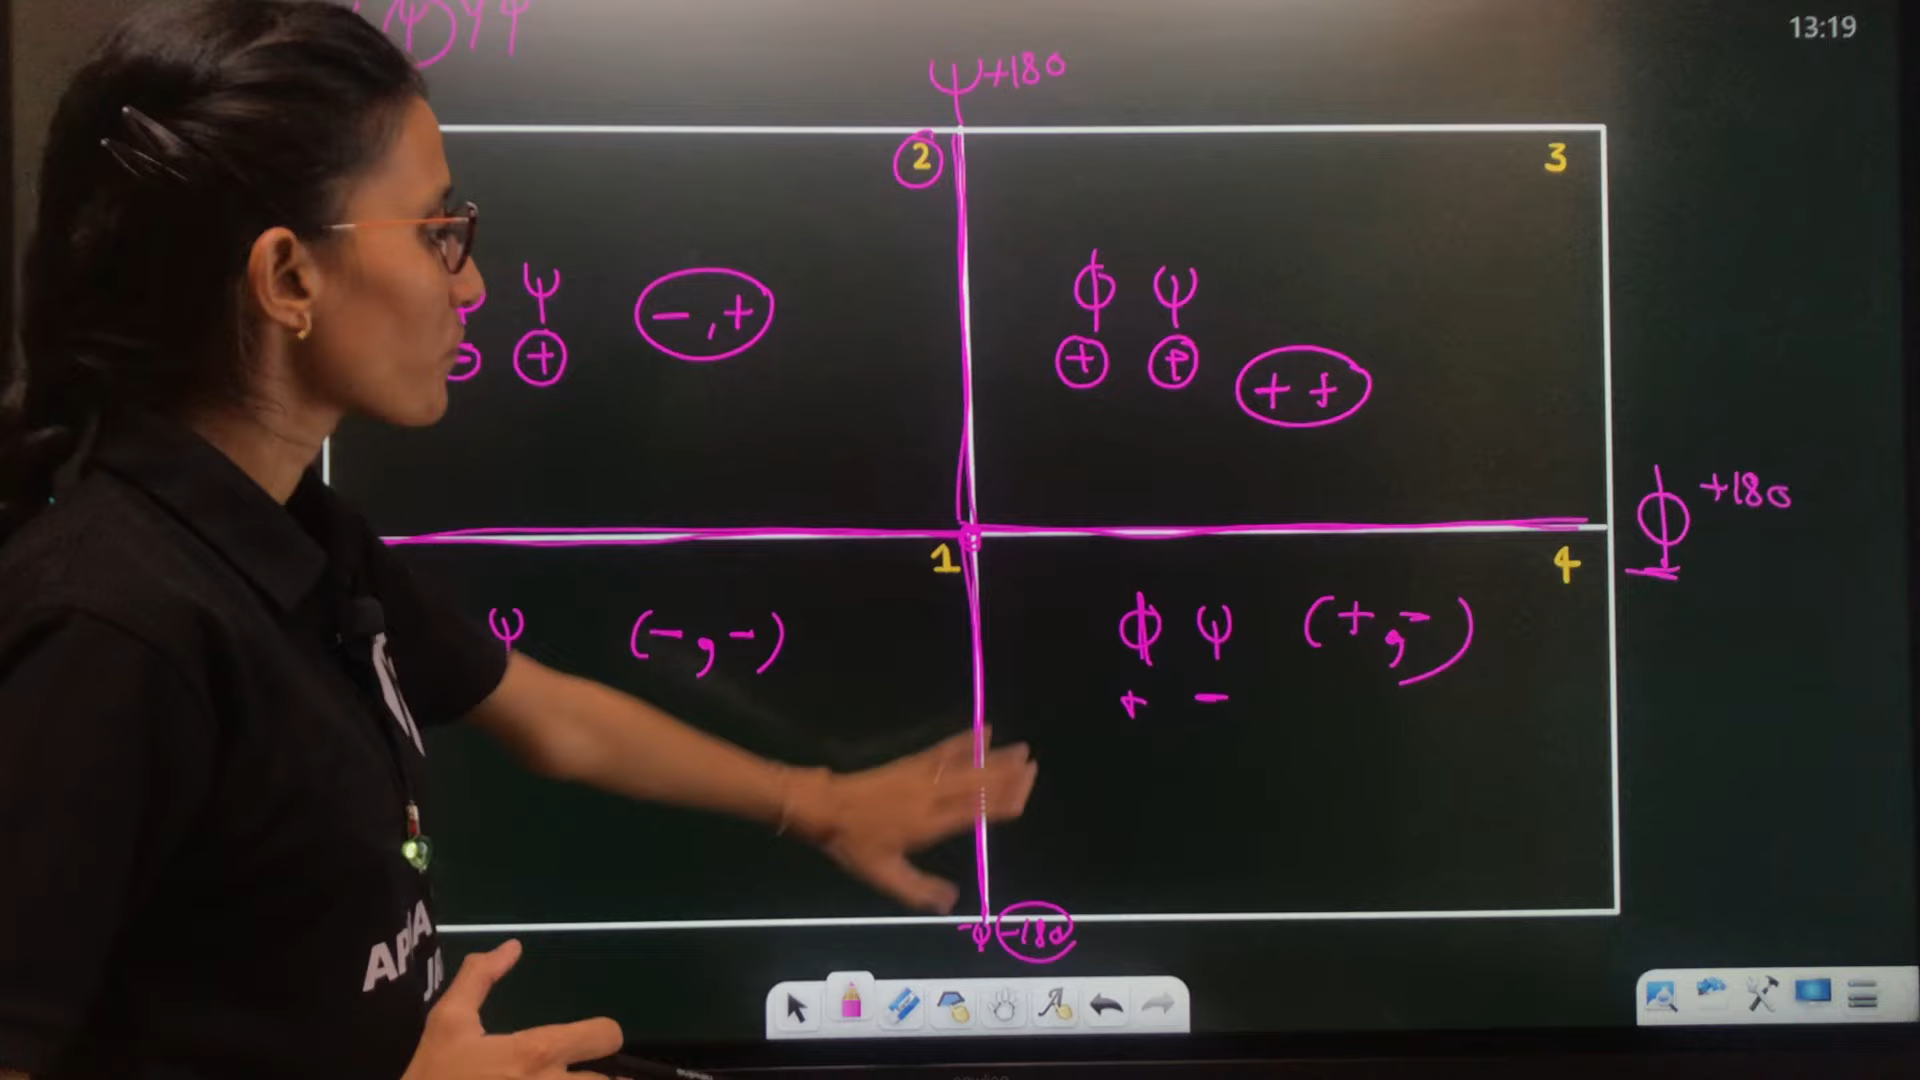 13:19
Ψ +180
2
3
Ψ
-,+
+
ϕ Ψ
+ +
+ +
ϕ +180
1
4
Ψ (-,-)
ϕ Ψ (+,-)
+ -
-180